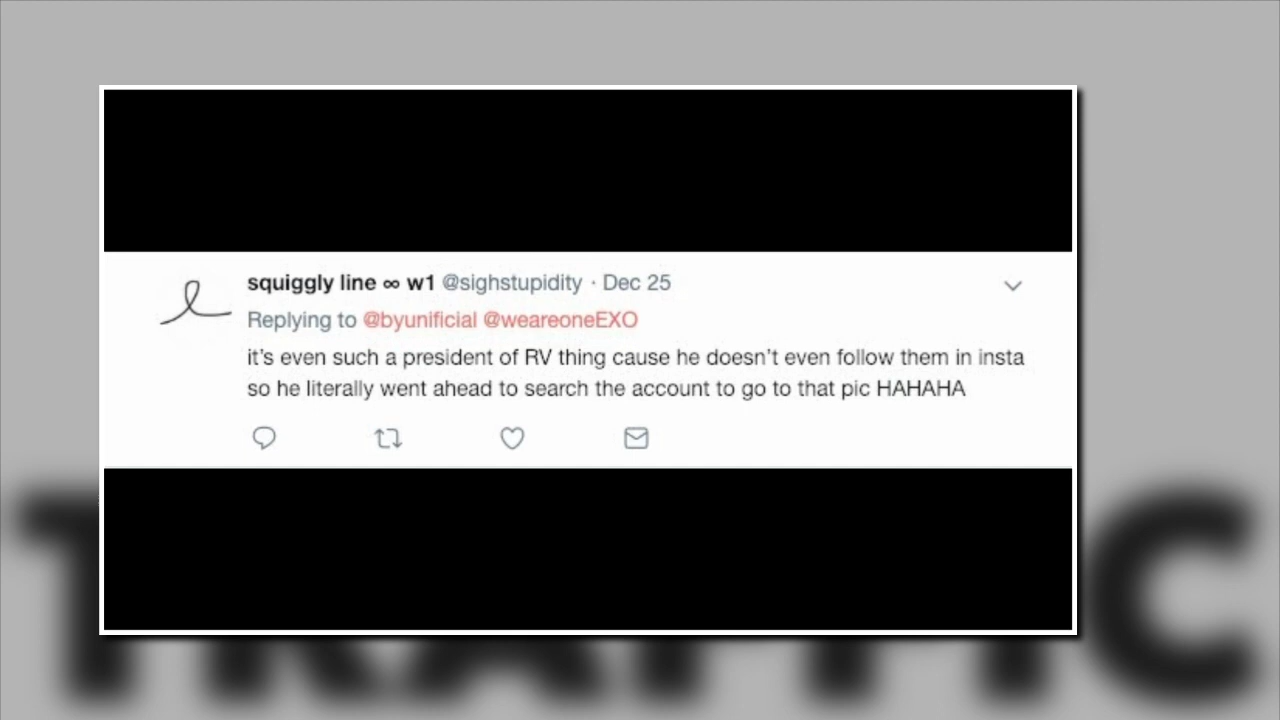 squiggly line ∞ w1 @sighstupidity · Dec 25
Replying to @byunificial @weareoneEXO
it's even such a president of RV thing cause he doesn't even follow them in insta
so he literally went ahead to search the account to go to that pic HAHAHA
TRAFFIC